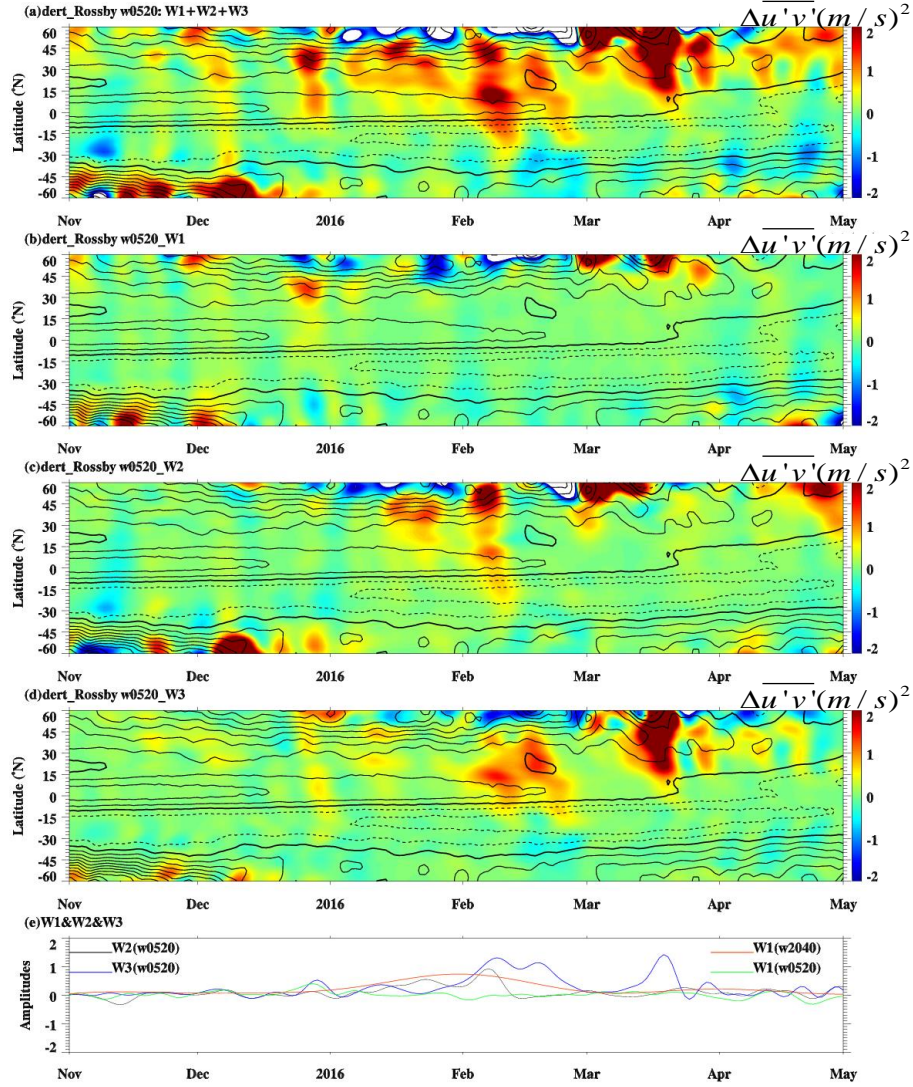 (a)dert_Rossby w0520: W1+W2+W3
Δu'v'(m/s)²
Latitude (°N)
60
45
30
15
0
-15
-30
-45
-60
2
1
0
-1
-2
Nov Dec 2016 Feb Mar Apr May
(b)dert_Rossby w0520_W1
Δu'v'(m/s)²
Latitude (°N)
60
45
30
15
0
-15
-30
-45
-60
2
1
0
-1
-2
Nov Dec 2016 Feb Mar Apr May
(c)dert_Rossby w0520_W2
Δu'v'(m/s)²
Latitude (°N)
60
45
30
15
0
-15
-30
-45
-60
2
1
0
-1
-2
Nov Dec 2016 Feb Mar Apr May
(d)dert_Rossby w0520_W3
Δu'v'(m/s)²
Latitude (°N)
60
45
30
15
0
-15
-30
-45
-60
2
1
0
-1
-2
Nov Dec 2016 Feb Mar Apr May
(e)W1&W2&W3
Amplitudes
2
1
0
-1
-2
W2(w0520)
W3(w0520)
W1(w2040)
W1(w0520)
Nov Dec 2016 Feb Mar Apr May